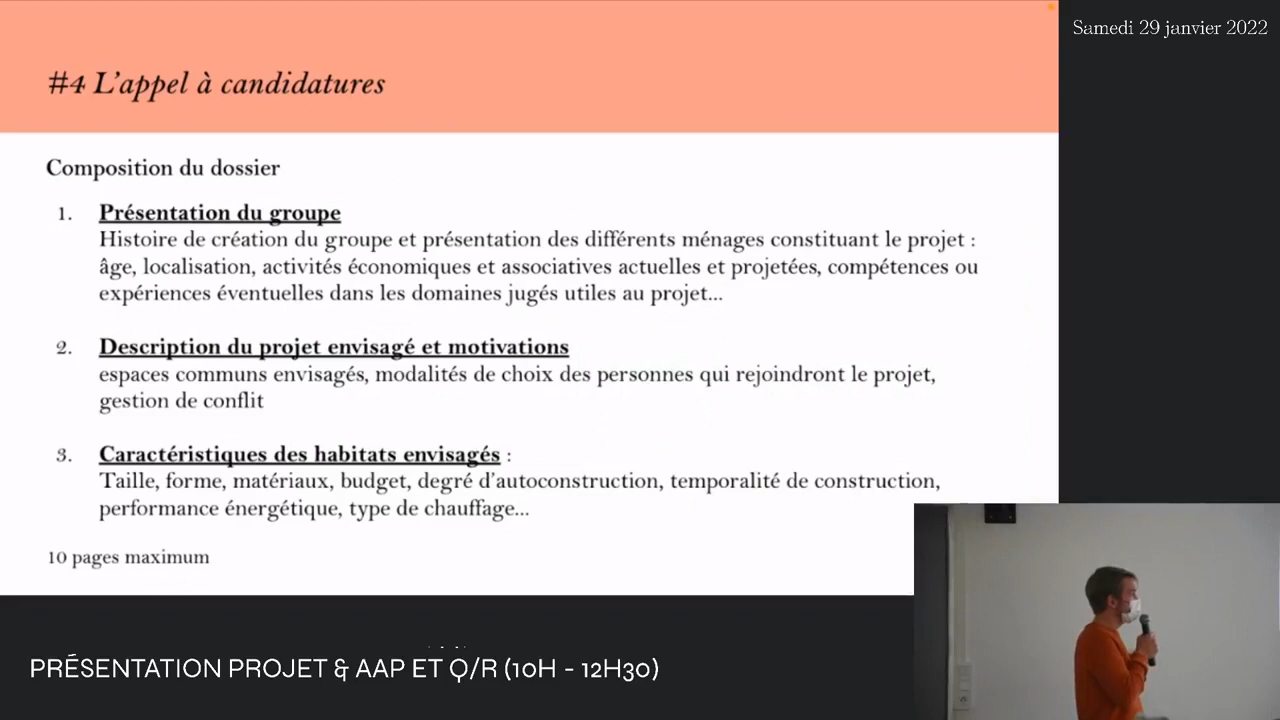 Samedi 29 janvier 2022
#4 L'appel à candidatures
Composition du dossier
1. Présentation du groupe
Histoire de création du groupe et présentation des différents ménages constituant le projet :
âge, localisation, activités économiques et associatives actuelles et projetées, compétences ou
expériences éventuelles dans les domaines jugés utiles au projet...
2. Description du projet envisagé et motivations
espaces communs envisagés, modalités de choix des personnes qui rejoindront le projet,
gestion de conflit
3. Caractéristiques des habitats envisagés :
Taille, forme, matériaux, budget, degré d'autoconstruction, temporalité de construction,
performance énergétique, type de chauffage...
10 pages maximum
PRÉSENTATION PROJET & AAP ET Q/R (10H - 12H30)